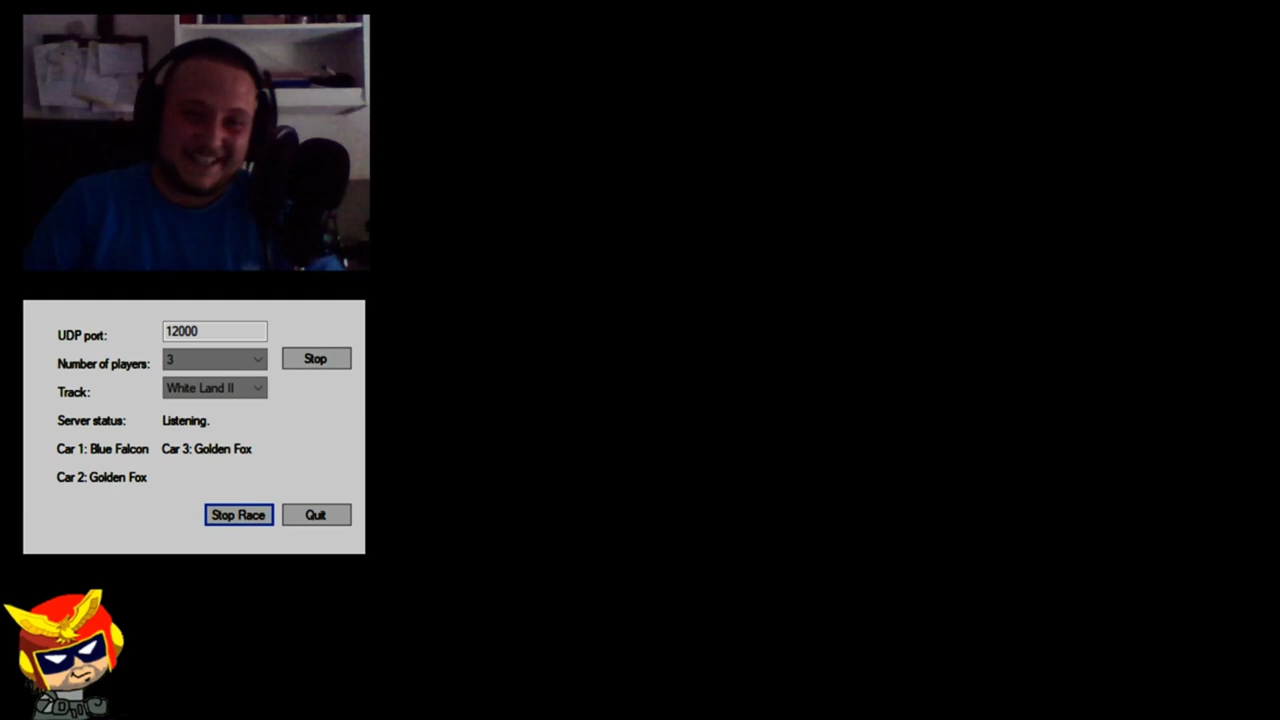 UDP port: 12000
Number of players: 3 Stop
Track: White Land II
Server status: Listening.
Car 1: Blue Falcon Car 3: Golden Fox
Car 2: Golden Fox
Stop Race Quit